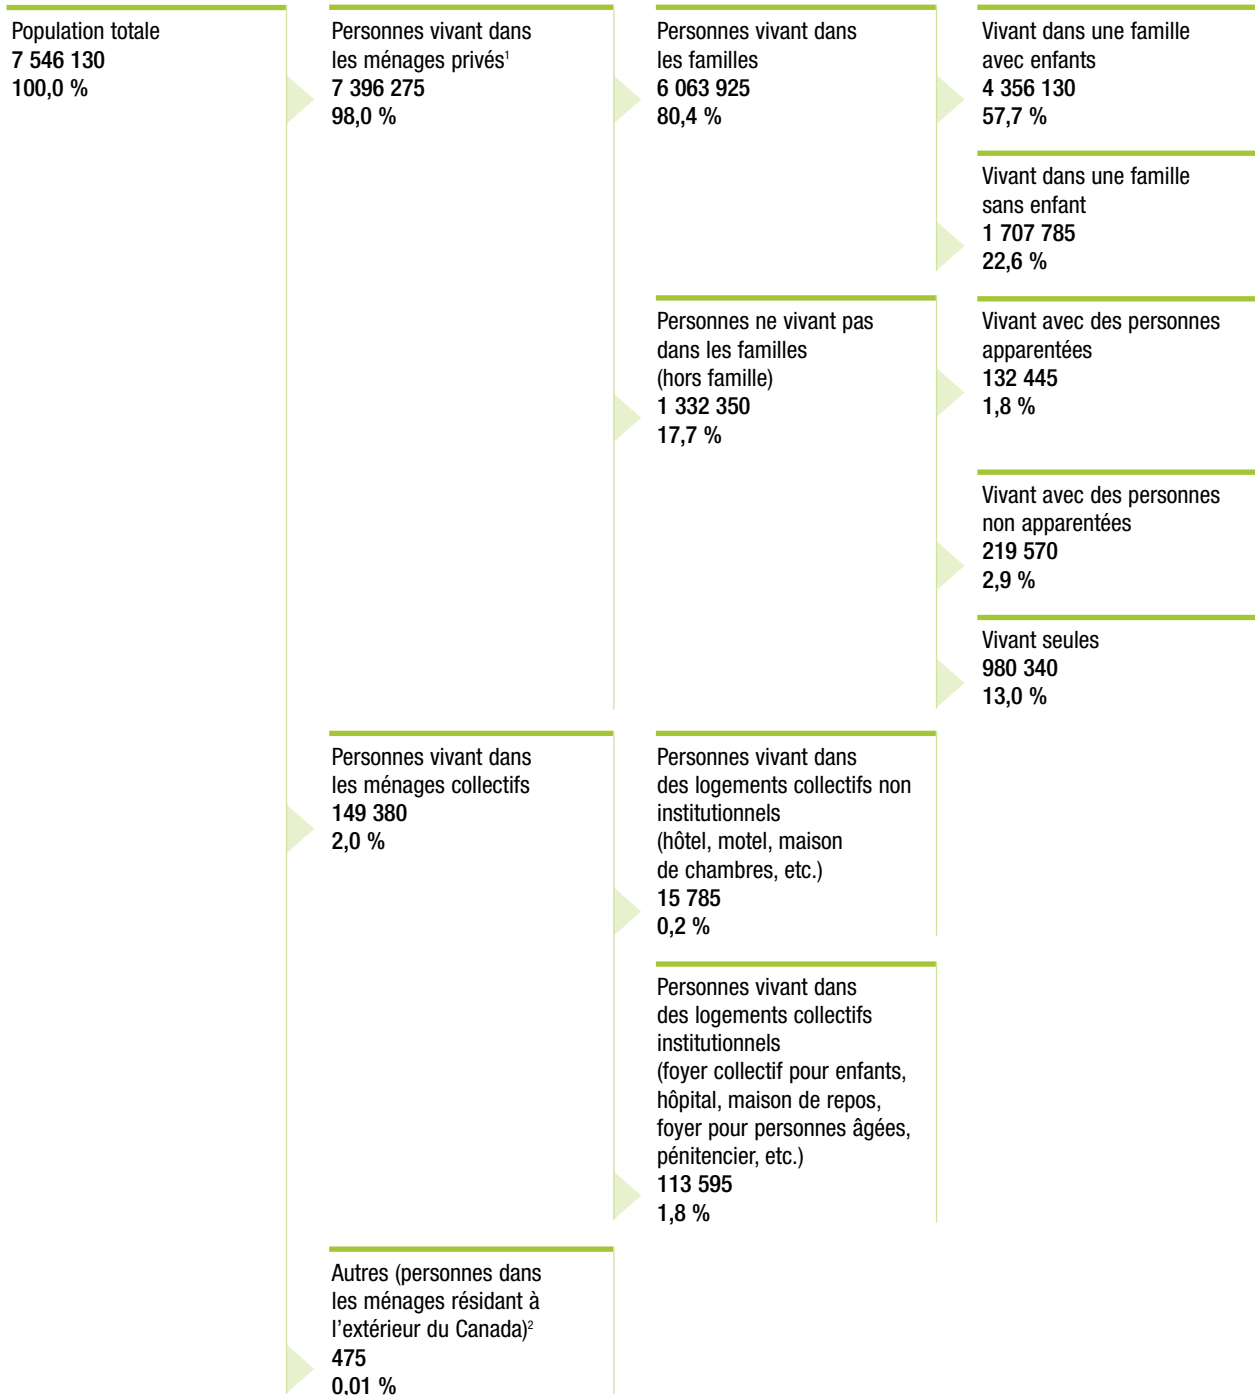 Population totale
7 546 130
100,0 %
Personnes vivant dans
les ménages privés¹
7 396 275
98,0 %
Personnes vivant dans
les familles
6 063 925
80,4 %
Vivant dans une famille
avec enfants
4 356 130
57,7 %
Vivant dans une famille
sans enfant
1 707 785
22,6 %
Personnes ne vivant pas
dans les familles
(hors famille)
1 332 350
17,7 %
Vivant avec des personnes
apparentées
132 445
1,8 %
Vivant avec des personnes
non apparentées
219 570
2,9 %
Vivant seules
980 340
13,0 %
Personnes vivant dans
les ménages collectifs
149 380
2,0 %
Personnes vivant dans
des logements collectifs non
institutionnels
(hôtel, motel, maison
de chambres, etc.)
15 785
0,2 %
Personnes vivant dans
des logements collectifs
institutionnels
(foyer collectif pour enfants,
hôpital, maison de repos,
foyer pour personnes âgées,
pénitencier, etc.)
113 595
1,8 %
Autres (personnes dans
les ménages résidant à
l’extérieur du Canada)²
475
0,01 %